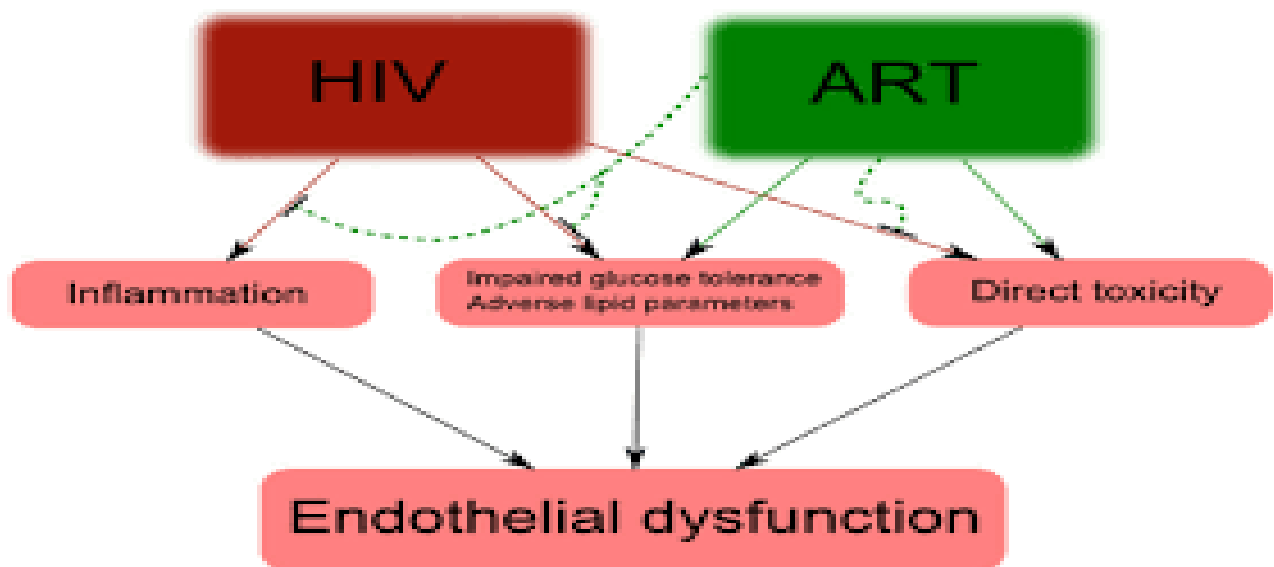 HIV
ART
Inflammation
Impaired glucose tolerance
Adverse lipid parameters
Direct toxicity
Endothelial dysfunction